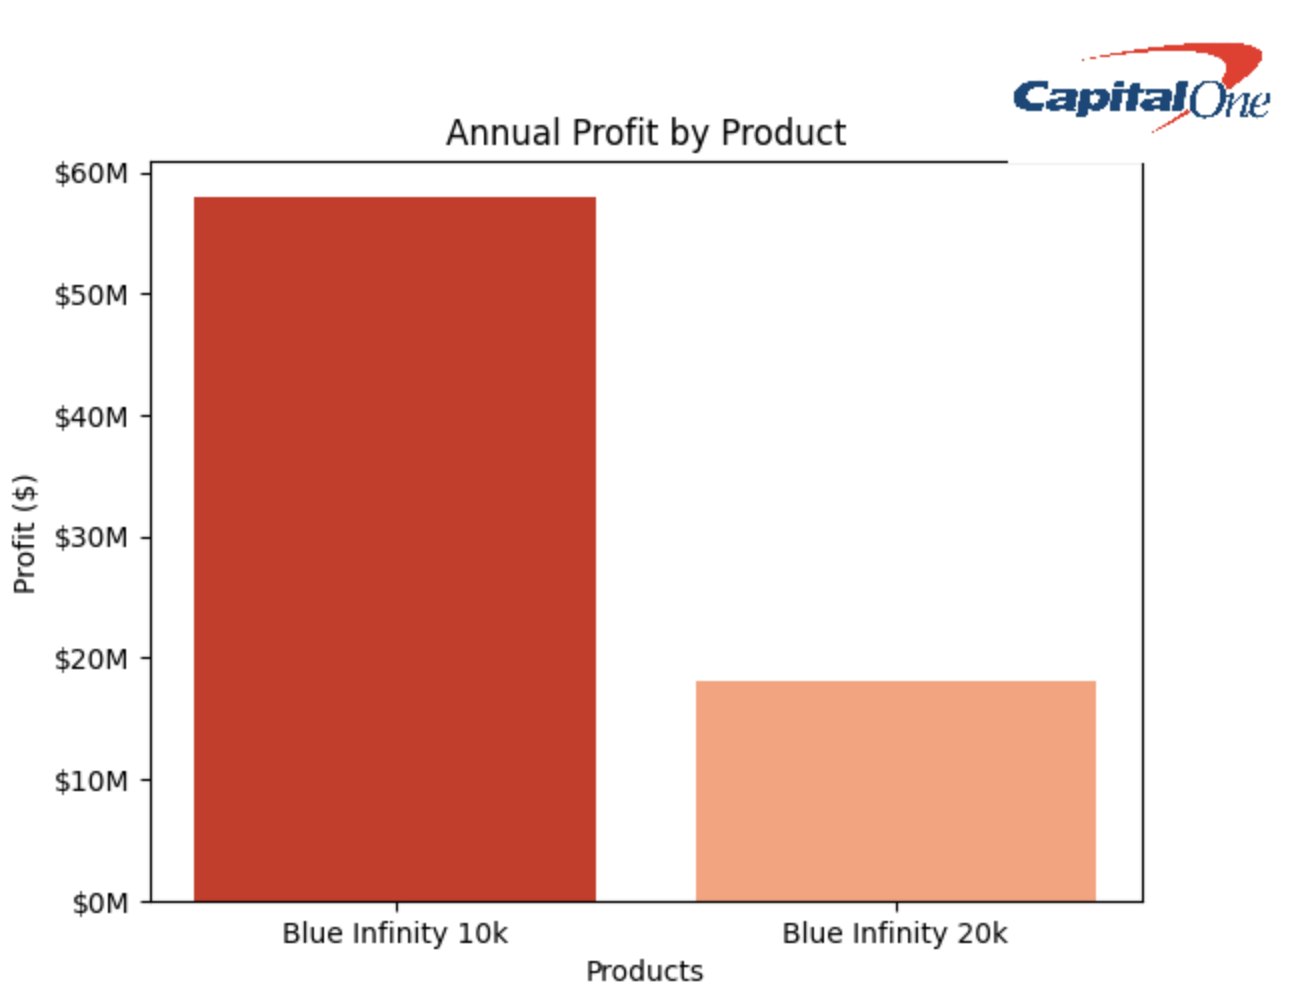 CapitalOne
Annual Profit by Product
$60M
$50M
$40M
$30M
$20M
$10M
$0M
Profit ($)
Blue Infinity 10k
Blue Infinity 20k
Products